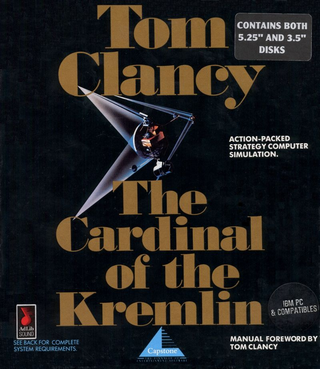 Tom
Clancy
CONTAINS BOTH
5.25" AND 3.5"
DISKS
ACTION-PACKED
STRATEGY COMPUTER
SIMULATION.
The
Cardinal
of the
Kremlin
IBM PC
& COMPATIBLES
AdLib
SOUND
SEE BACK FOR COMPLETE
SYSTEM REQUIREMENTS.
Capstone
MANUAL FOREWORD BY
TOM CLANCY